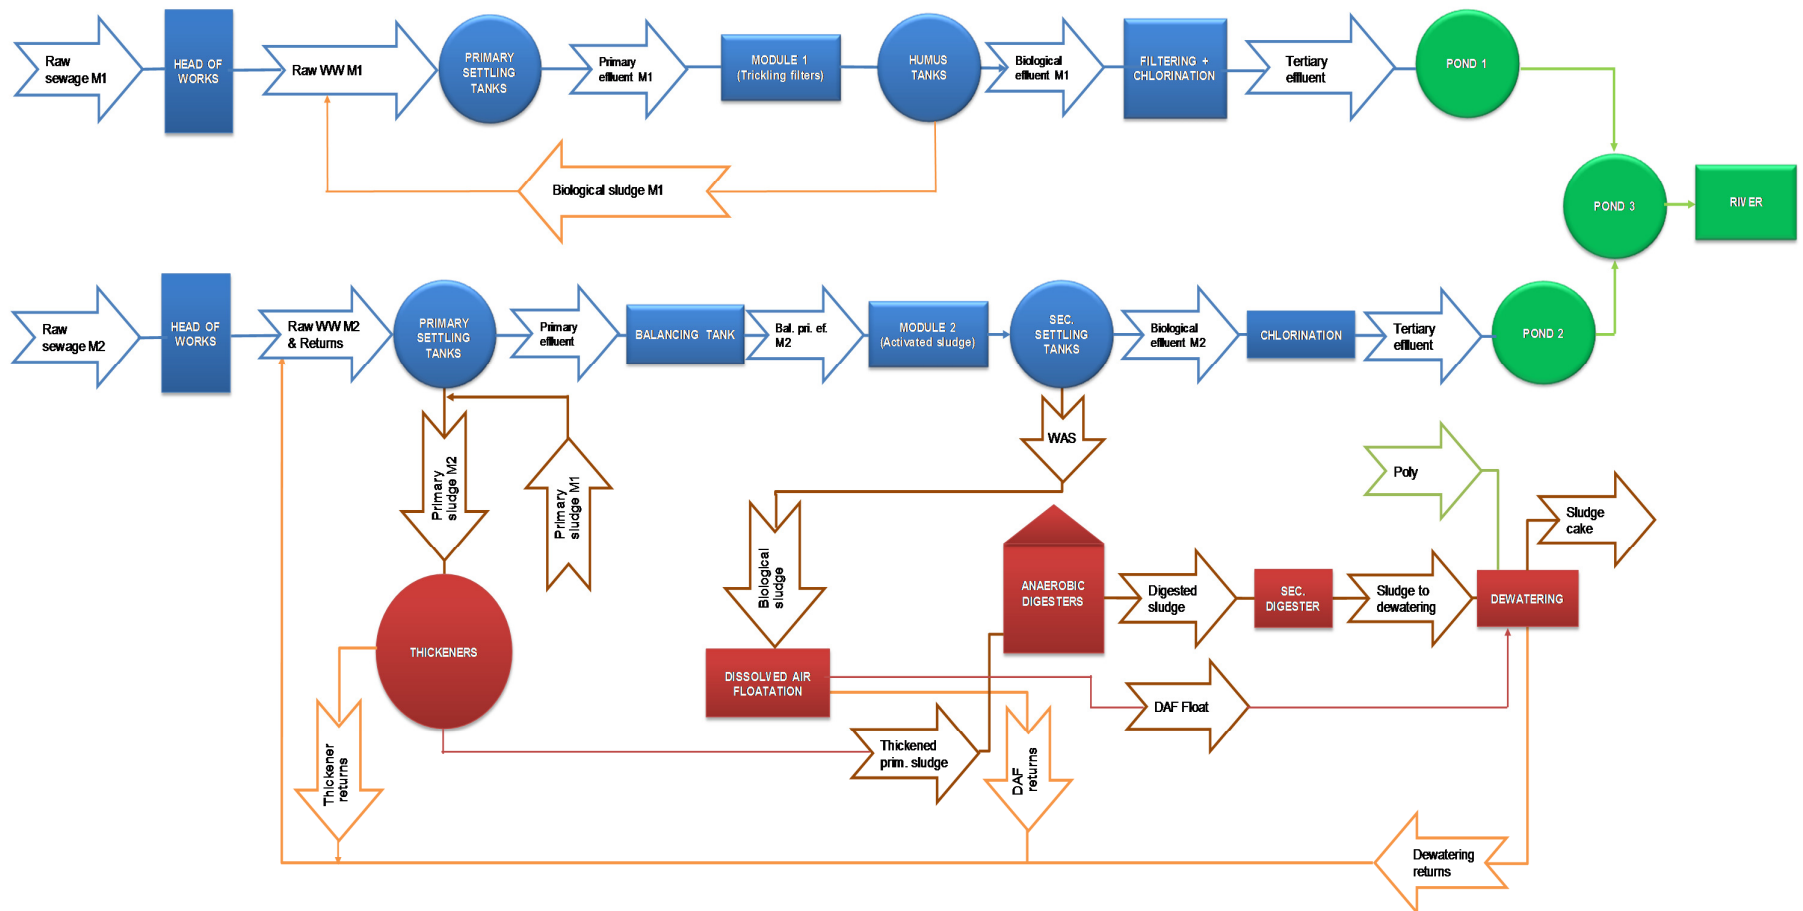 Raw
sewage M1
HEAD OF
WORKS
Raw WW M1
PRIMARY
SETTLING
TANKS
Primary
effluent M1
MODULE 1
(Trickling filters)
HUMUS
TANKS
Biological
effluent M1
FILTERING +
CHLORINATION
Tertiary
effluent
POND 1
Biological sludge M1
POND 3
RIVER
Raw
sewage M2
HEAD OF
WORKS
Raw WW M2
& Returns
PRIMARY
SETTLING
TANKS
Primary
effluent
BALANCING TANK
Bal. pri. ef.
M2
MODULE 2
(Activated sludge)
SEC.
SETTLING
TANKS
Biological
effluent M2
CHLORINATION
Tertiary
effluent
POND 2
Primary
sludge M2
Primary
sludge M1
WAS
Poly
Sludge
cake
Biological
sludge
ANAEROBIC
DIGESTERS
Digested
sludge
SEC.
DIGESTER
Sludge to
dewatering
DEWATERING
THICKENERS
DISSOLVED AIR
FLOATATION
DAF Float
Thickened
prim. sludge
Thickener
returns
DAF
returns
Dewatering
returns